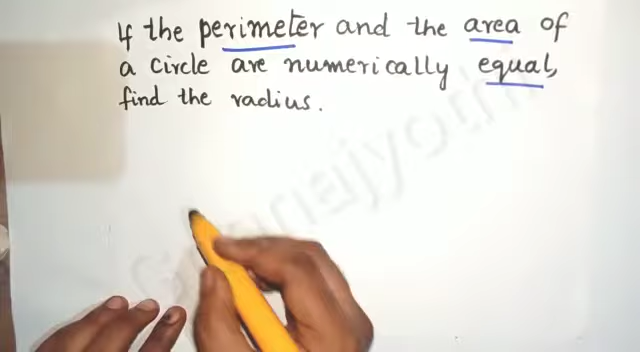 If the perimeter and the area of
a circle are numerically equal,
find the radius.